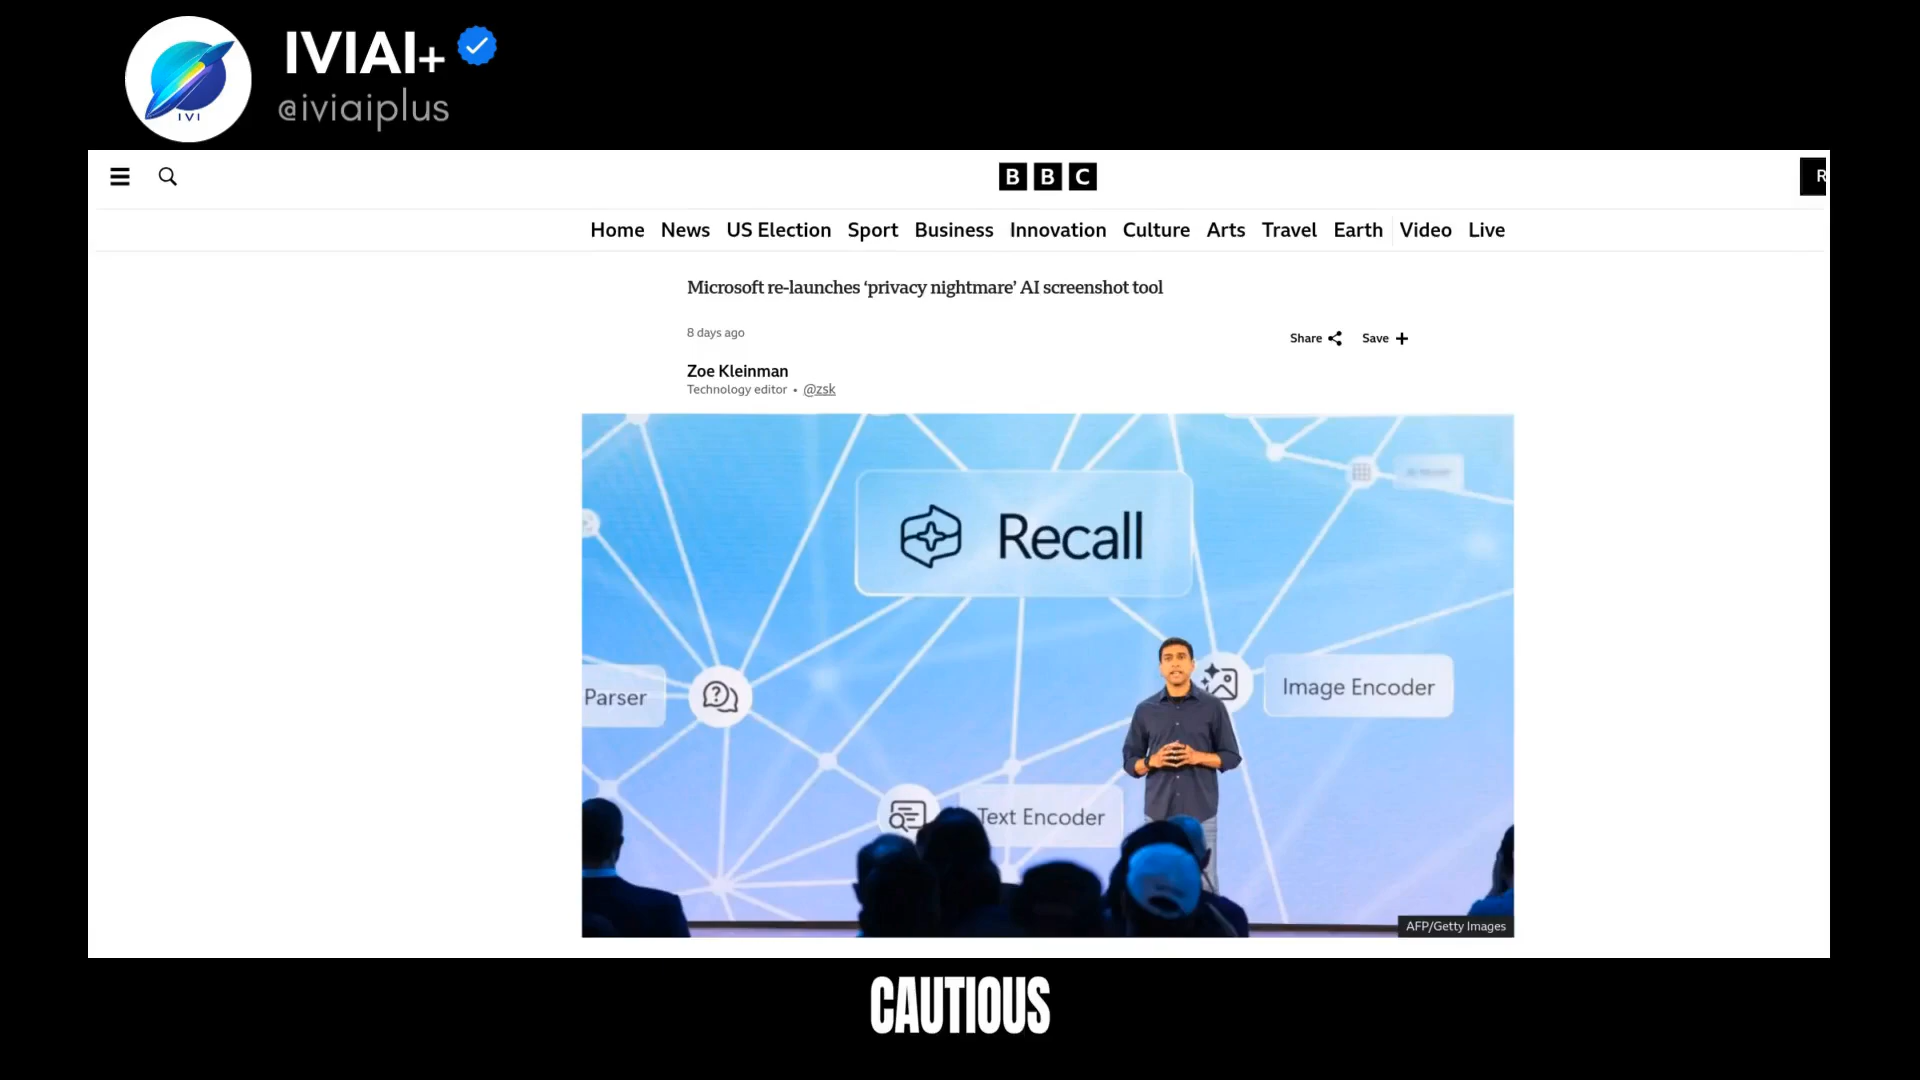 IVIAI+
@iviaiplus
IVI
BBC
R
Home News US Election Sport Business Innovation Culture Arts Travel Earth Video Live
Microsoft re-launches ‘privacy nightmare’ AI screenshot tool
8 days ago
Share Save
Zoe Kleinman
Technology editor • @zsk
Recall
Parser
Image Encoder
Text Encoder
AFP/Getty Images
CAUTIOUS